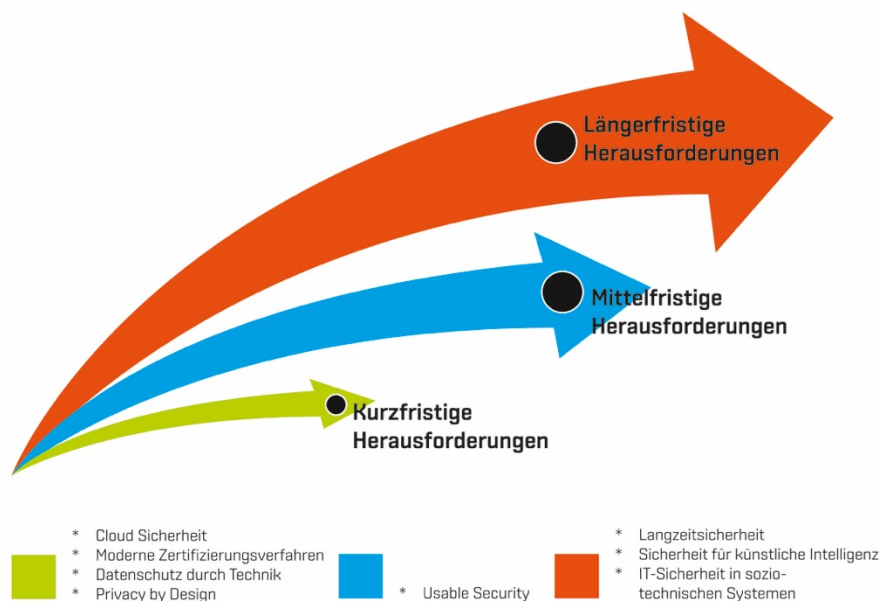 Längerfristige
Herausforderungen
Mittelfristige
Herausforderungen
Kurzfristige
Herausforderungen
* Cloud Sicherheit
* Moderne Zertifizierungsverfahren
* Datenschutz durch Technik
* Privacy by Design
* Usable Security
* Langzeitsicherheit
* Sicherheit für künstliche Intelligenz
* IT-Sicherheit in sozio-
technischen Systemen